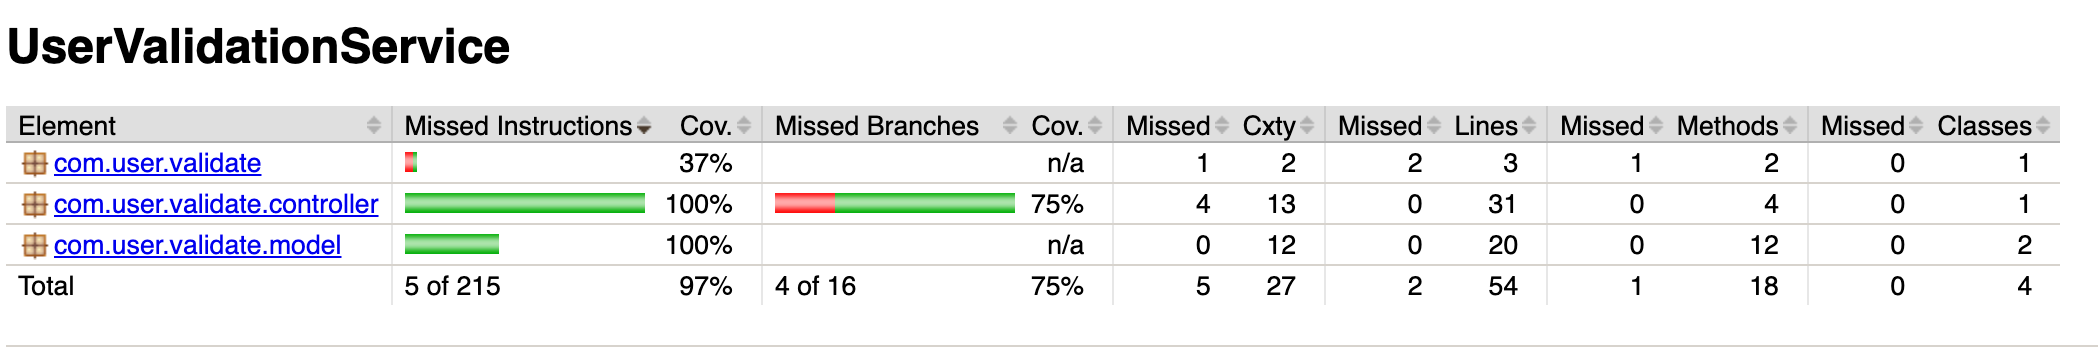 UserValidationService
Element Missed Instructions Cov. Missed Branches Cov. Missed Cxty Missed Lines Missed Methods Missed Classes
com.user.validate 37% n/a 1 2 2 3 1 2 0 1
com.user.validate.controller 100% 75% 4 13 0 31 0 4 0 1
com.user.validate.model 100% n/a 0 12 0 20 0 12 0 2
Total 5 of 215 97% 4 of 16 75% 5 27 2 54 1 18 0 4